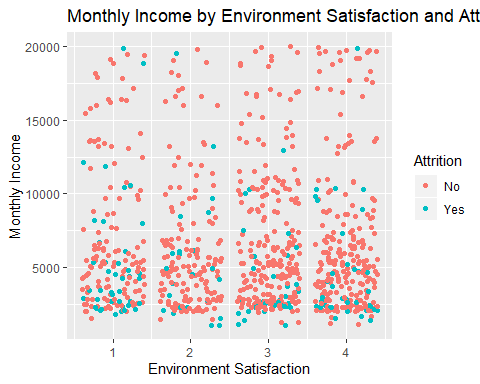 Monthly Income by Environment Satisfaction and Att
20000
15000
10000
5000
Monthly Income
1 2 3 4
Environment Satisfaction
Attrition
No
Yes